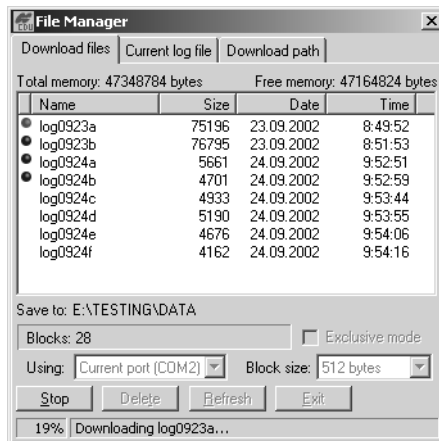 File Manager
Download files Current log file Download path
Total memory: 47348784 bytes Free memory: 47164824 bytes
Name Size Date Time
log0923a 75196 23.09.2002 8:49:52
log0923b 76795 23.09.2002 8:51:53
log0924a 5661 24.09.2002 9:52:51
log0924b 4701 24.09.2002 9:52:59
log0924c 4933 24.09.2002 9:53:44
log0924d 5190 24.09.2002 9:53:55
log0924e 4676 24.09.2002 9:54:06
log0924f 4162 24.09.2002 9:54:16
Save to: E:\TESTING\DATA
Blocks: 28 Exclusive mode
Using: Current port (COM2) Block size: 512 bytes
Stop Delete Refresh Exit
19% Downloading log0923a...